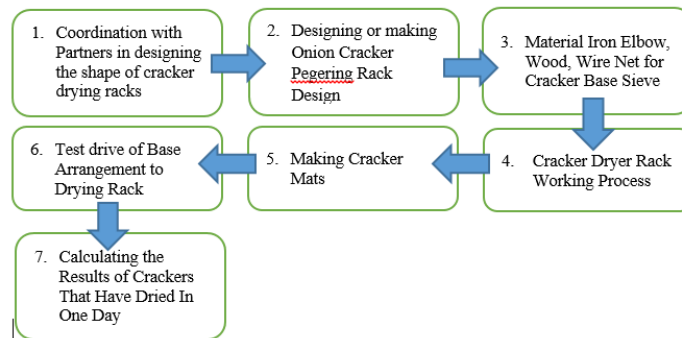 1. Coordination with
Partners in designing
the shape of cracker
drying racks
2. Designing or making
Onion Cracker
Pegering Rack
Design
3. Material Iron Elbow,
Wood, Wire Net for
Cracker Base Sieve
4. Cracker Dryer Rack
Working Process
5. Making Cracker
Mats
6. Test drive of Base
Arrangement to
Drying Rack
7. Calculating the
Results of Crackers
That Have Dried In
One Day